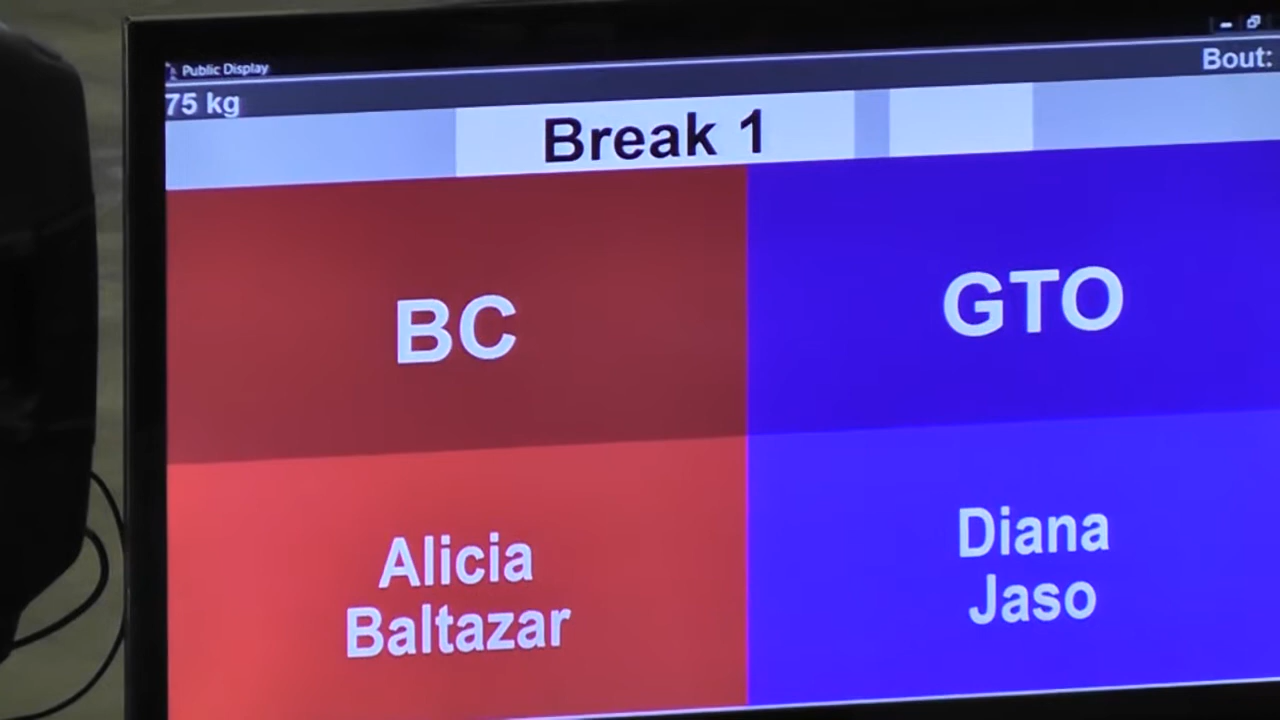 Public Display
75 kg
Bout:
Break 1
BC
GTO
Alicia
Baltazar
Diana
Jaso